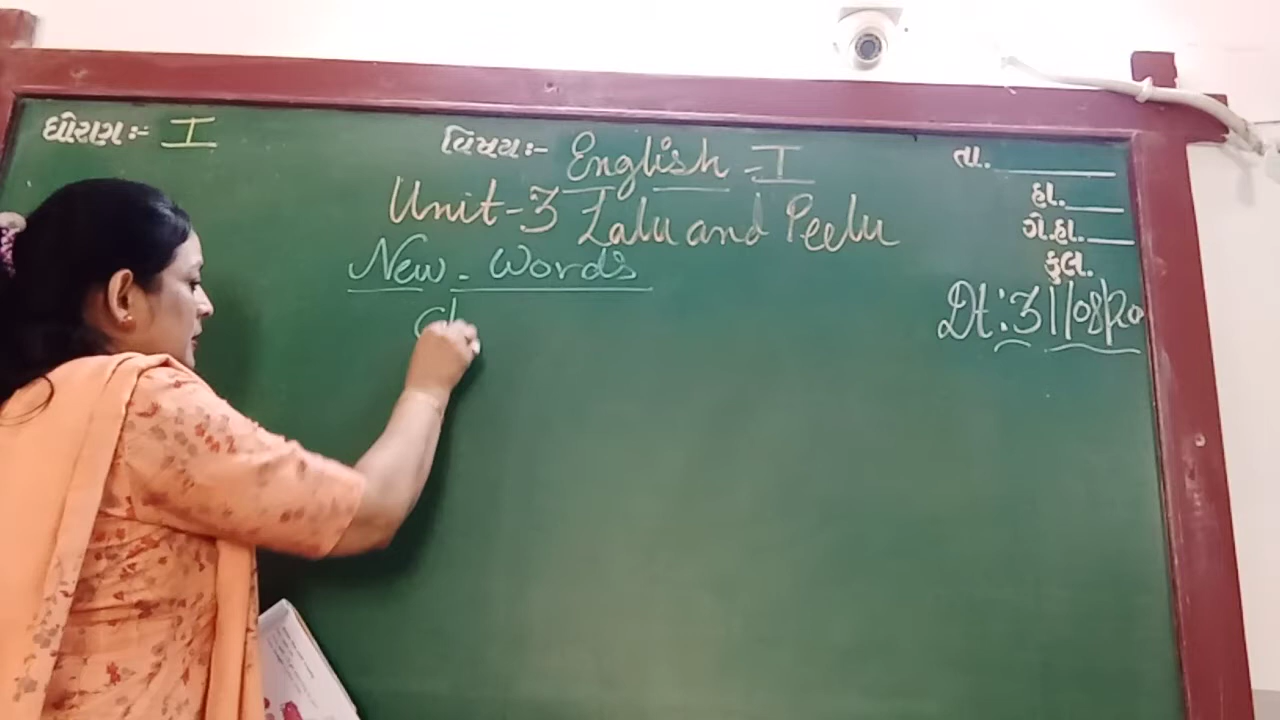 ધોરણઃ- I
વિષયઃ- English - I
તા.
Unit-3 Lalu and Peelu
હા.
ગે.હા.
New - Words
કુલ.
Dt:31/08/20